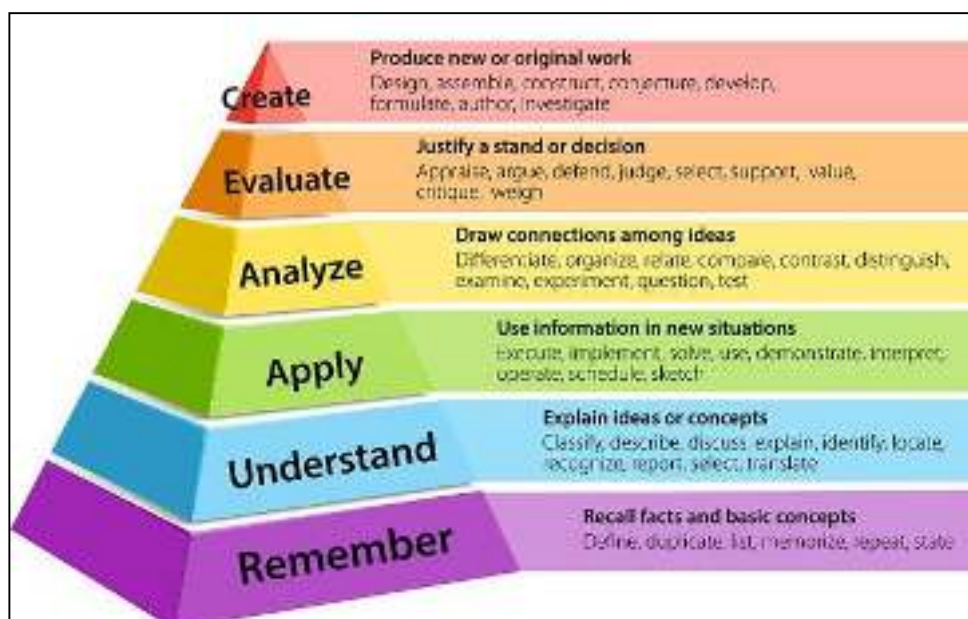 Create
Produce new or original work
Design, assemble, construct, conjecture, develop,
formulate, author, investigate
Evaluate
Justify a stand or decision
Appraise, argue, defend, judge, select, support, value,
critique, weigh
Analyze
Draw connections among ideas
Differentiate, organize, relate, compare, contrast, distinguish,
examine, experiment, question, test
Apply
Use information in new situations
Execute, implement, solve, use, demonstrate, interpret,
operate, schedule, sketch
Understand
Explain ideas or concepts
Classify, describe, discuss, explain, identify, locate,
recognize, report, select, translate
Remember
Recall facts and basic concepts
Define, duplicate, list, memorize, repeat, state